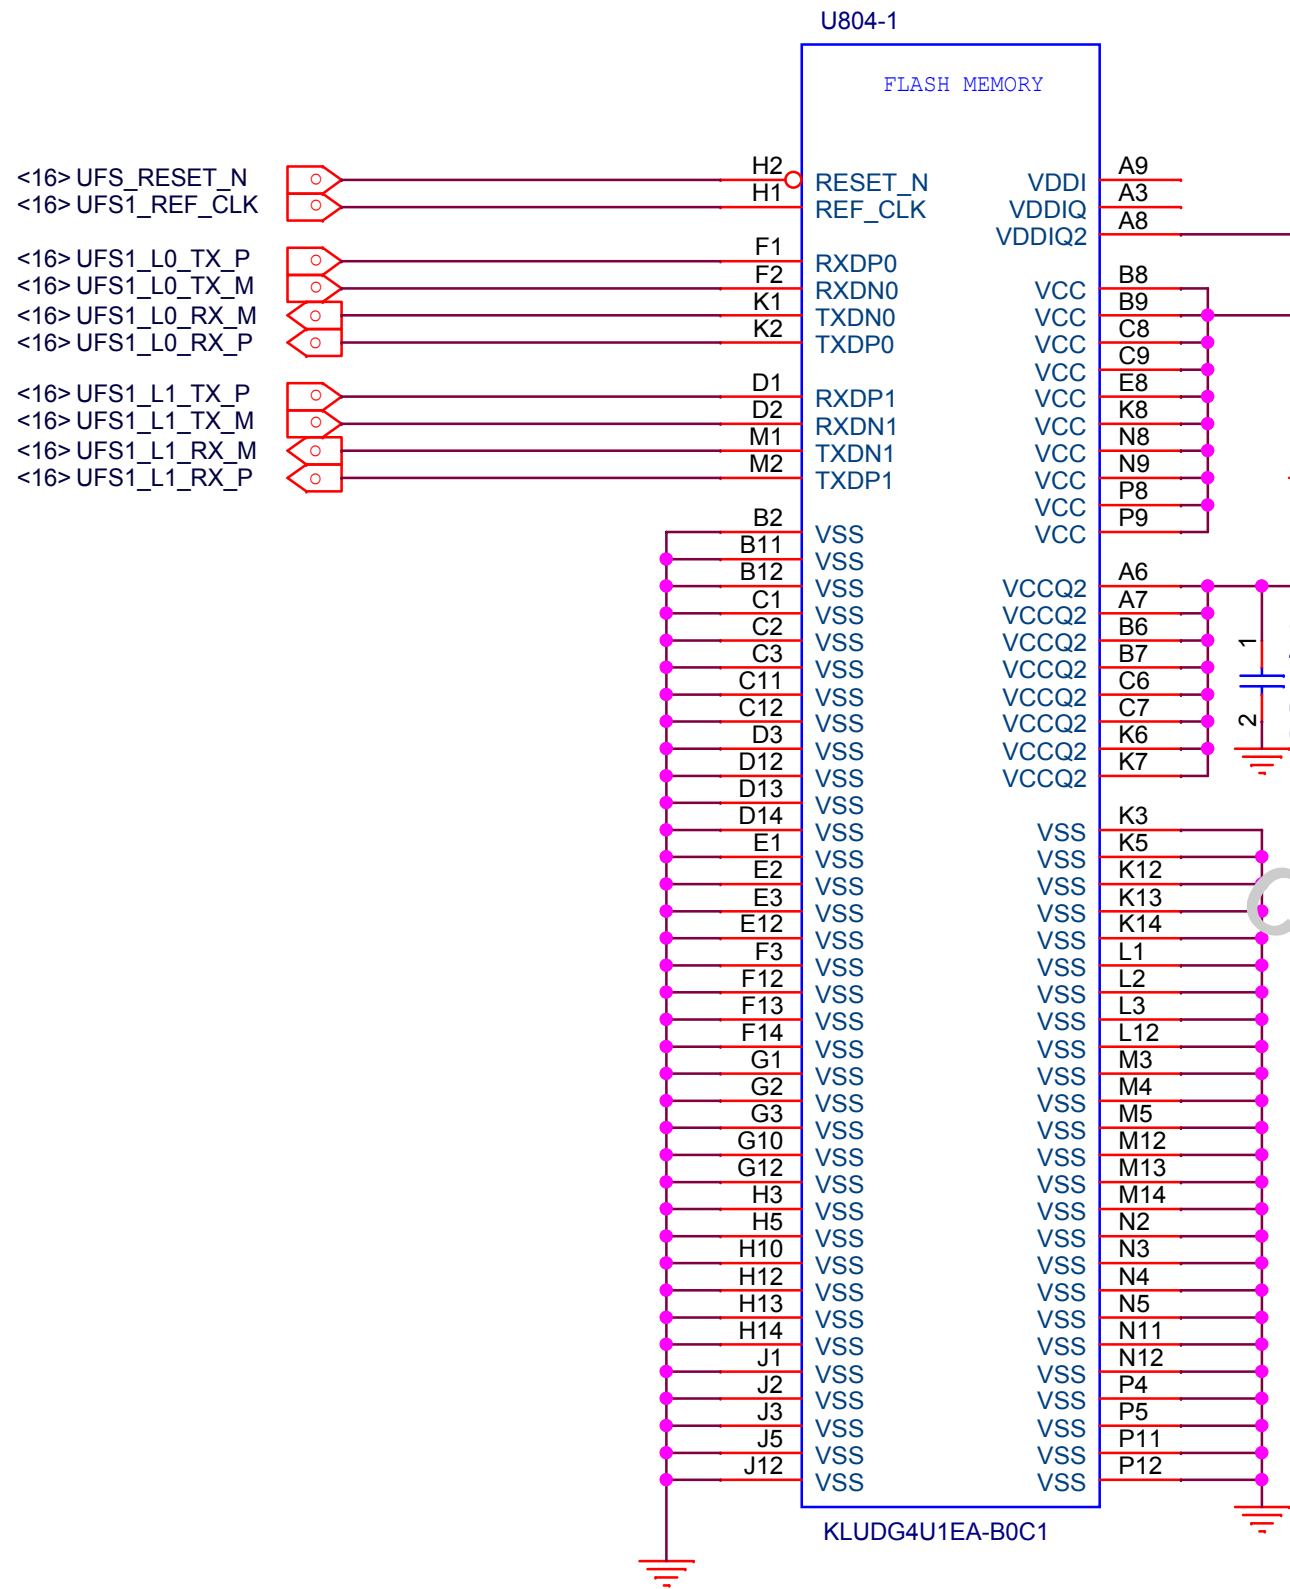 U804-1
FLASH MEMORY
<16> UFS_RESET_N H2 RESET_N VDDI A9
<16> UFS1_REF_CLK H1 REF_CLK VDDIQ A3
VDDIQ2 A8
<16> UFS1_L0_TX_P F1 RXDP0
<16> UFS1_L0_TX_M F2 RXDN0 VCC B8
<16> UFS1_L0_RX_M K1 TXDN0 VCC B9
<16> UFS1_L0_RX_P K2 TXDP0 VCC C8
VCC C9
<16> UFS1_L1_TX_P D1 RXDP1 VCC E8
<16> UFS1_L1_TX_M D2 RXDN1 VCC K8
<16> UFS1_L1_RX_M M1 TXDN1 VCC N8
<16> UFS1_L1_RX_P M2 TXDP1 VCC N9
VCC P8
B2 VSS VCC P9
B11 VSS
B12 VSS VCCQ2 A6
C1 VSS VCCQ2 A7
C2 VSS VCCQ2 B6 1
C3 VSS VCCQ2 B7
C11 VSS VCCQ2 C6
C12 VSS VCCQ2 C7 2
D3 VSS VCCQ2 K6
D12 VSS VCCQ2 K7
D13 VSS
D14 VSS VSS K3
E1 VSS VSS K5
E2 VSS VSS K12
E3 VSS VSS K13
E12 VSS VSS K14
F3 VSS VSS L1
F12 VSS VSS L2
F13 VSS VSS L3
F14 VSS VSS L12
G1 VSS VSS M3
G2 VSS VSS M4
G3 VSS VSS M5
G10 VSS VSS M12
G12 VSS VSS M13
H3 VSS VSS M14
H5 VSS VSS N2
H10 VSS VSS N3
H12 VSS VSS N4
H13 VSS VSS N5
H14 VSS VSS N11
J1 VSS VSS N12
J2 VSS VSS P4
J3 VSS VSS P5
J5 VSS VSS P11
J12 VSS VSS P12
KLUDG4U1EA-B0C1